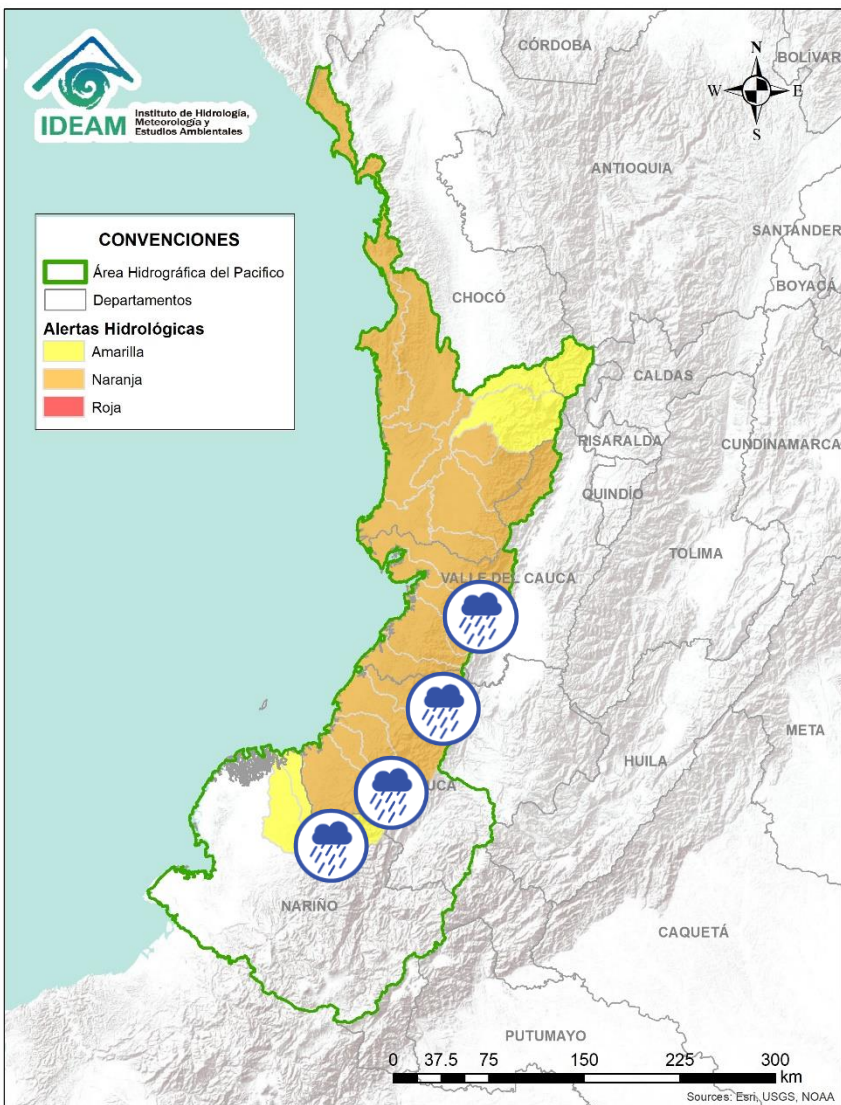 IDEAM
Instituto de Hidrología,
Meteorología y
Estudios Ambientales
CÓRDOBA
BOLÍVAR
N
W
E
S
ANTIOQUIA
SANTANDER
BOYACÁ
CONVENCIONES
Área Hidrográfica del Pacifico
Departamentos
Alertas Hidrológicas
Amarilla
Naranja
Roja
CHOCÓ
CALDAS
RISARALDA
CUNDINAMARCA
QUINDÍO
TOLIMA
VALLE DEL CAUCA
META
HUILA
UCA
NARIÑO
CAQUETÁ
PUTUMAYO
0 37.5 75 150 225 300
km
Sources: Esri, USGS, NOAA